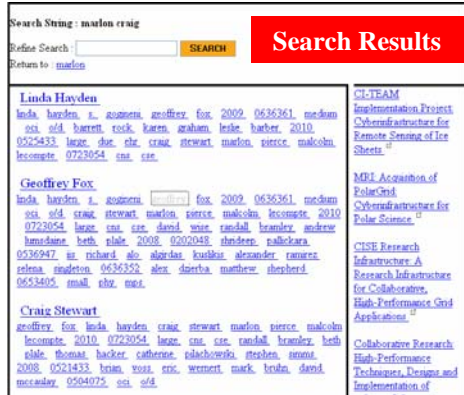 Search String : marlon craig
Refine Search : SEARCH
Return to : marlon
Search Results
Linda Hayden
linda hayden s. gogineni geoffrey fox 2009 0636361 medium
oci o/d barrett rock karen graham leslie barber 2010
0525433 large due ehr craig stewart marlon pierce malcolm
lecompte 0723054 cns cse
Geoffrey Fox
linda hayden s. gogineni geoffrey fox 2009 0636361 medium
oci o/d craig stewart marlon pierce malcolm lecompte 2010
0723054 large cns cse david wise randall bramley andrew
lumsdaine beth plale 2008 0202048 shrideep pallickara
0536947 iis richard alo algirdas kuslikis alexander ramirez
selena singleton 0636352 alex dzierba matthew shepherd
0653405 small phy mps
Craig Stewart
geoffrey fox linda hayden craig stewart marlon pierce malcolm
lecompte 2010 0723054 large cns cse randall bramley beth
plale thomas hacker catherine pilachowski stephen simms
2008 0521433 brian voss eric wernert mark bruhn david
mccaulay 0504075 oci o/d
CI-TEAM
Implementation Project:
Cyberinfrastructure for
Remote Sensing of Ice
Sheets
MRI: Acquisition of
PolarGrid:
Cyberinfrastructure for
Polar Science
CISE Research
Infrastructure: A
Research Infrastructure
for Collaborative,
High-Performance Grid
Applications
Collaborative Research:
High-Performance
Techniques, Designs and
Implementation of